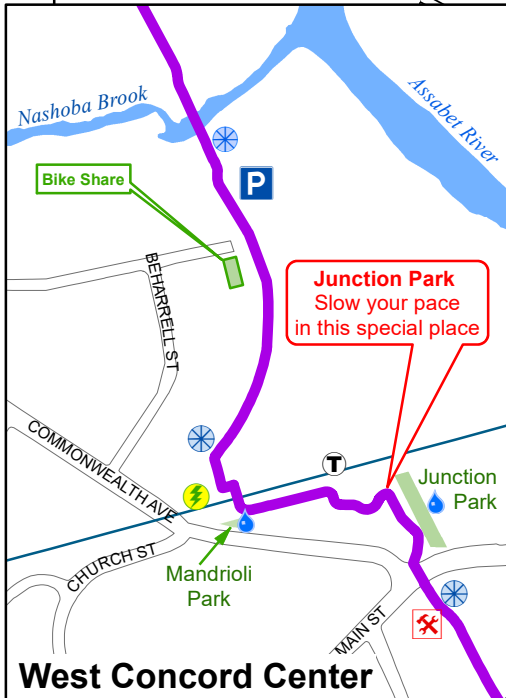 Nashoba Brook
Assabet River
P
Bike Share
BEHARRELL ST
Junction Park
Slow your pace
in this special place
COMMONWEALTH AVE
T
Junction
Park
CHURCH ST
Mandrioli
Park
MAIN ST
West Concord Center